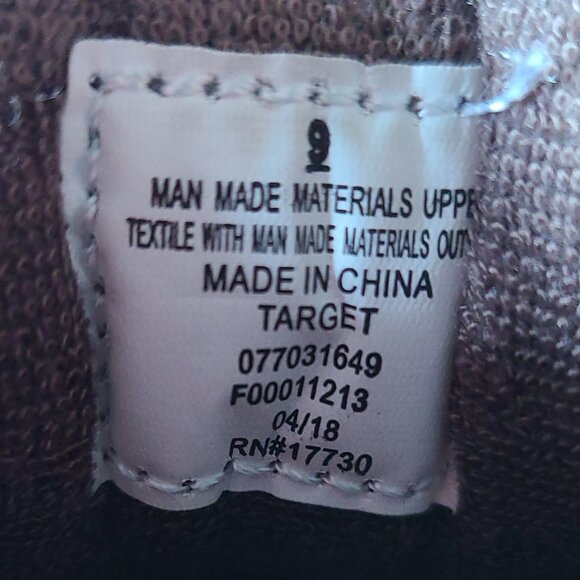 9
MAN MADE MATERIALS UPPE
TEXTILE WITH MAN MADE MATERIALS OUT
MADE IN CHINA
TARGET
077031649
F00011213
04/18
RN#17730